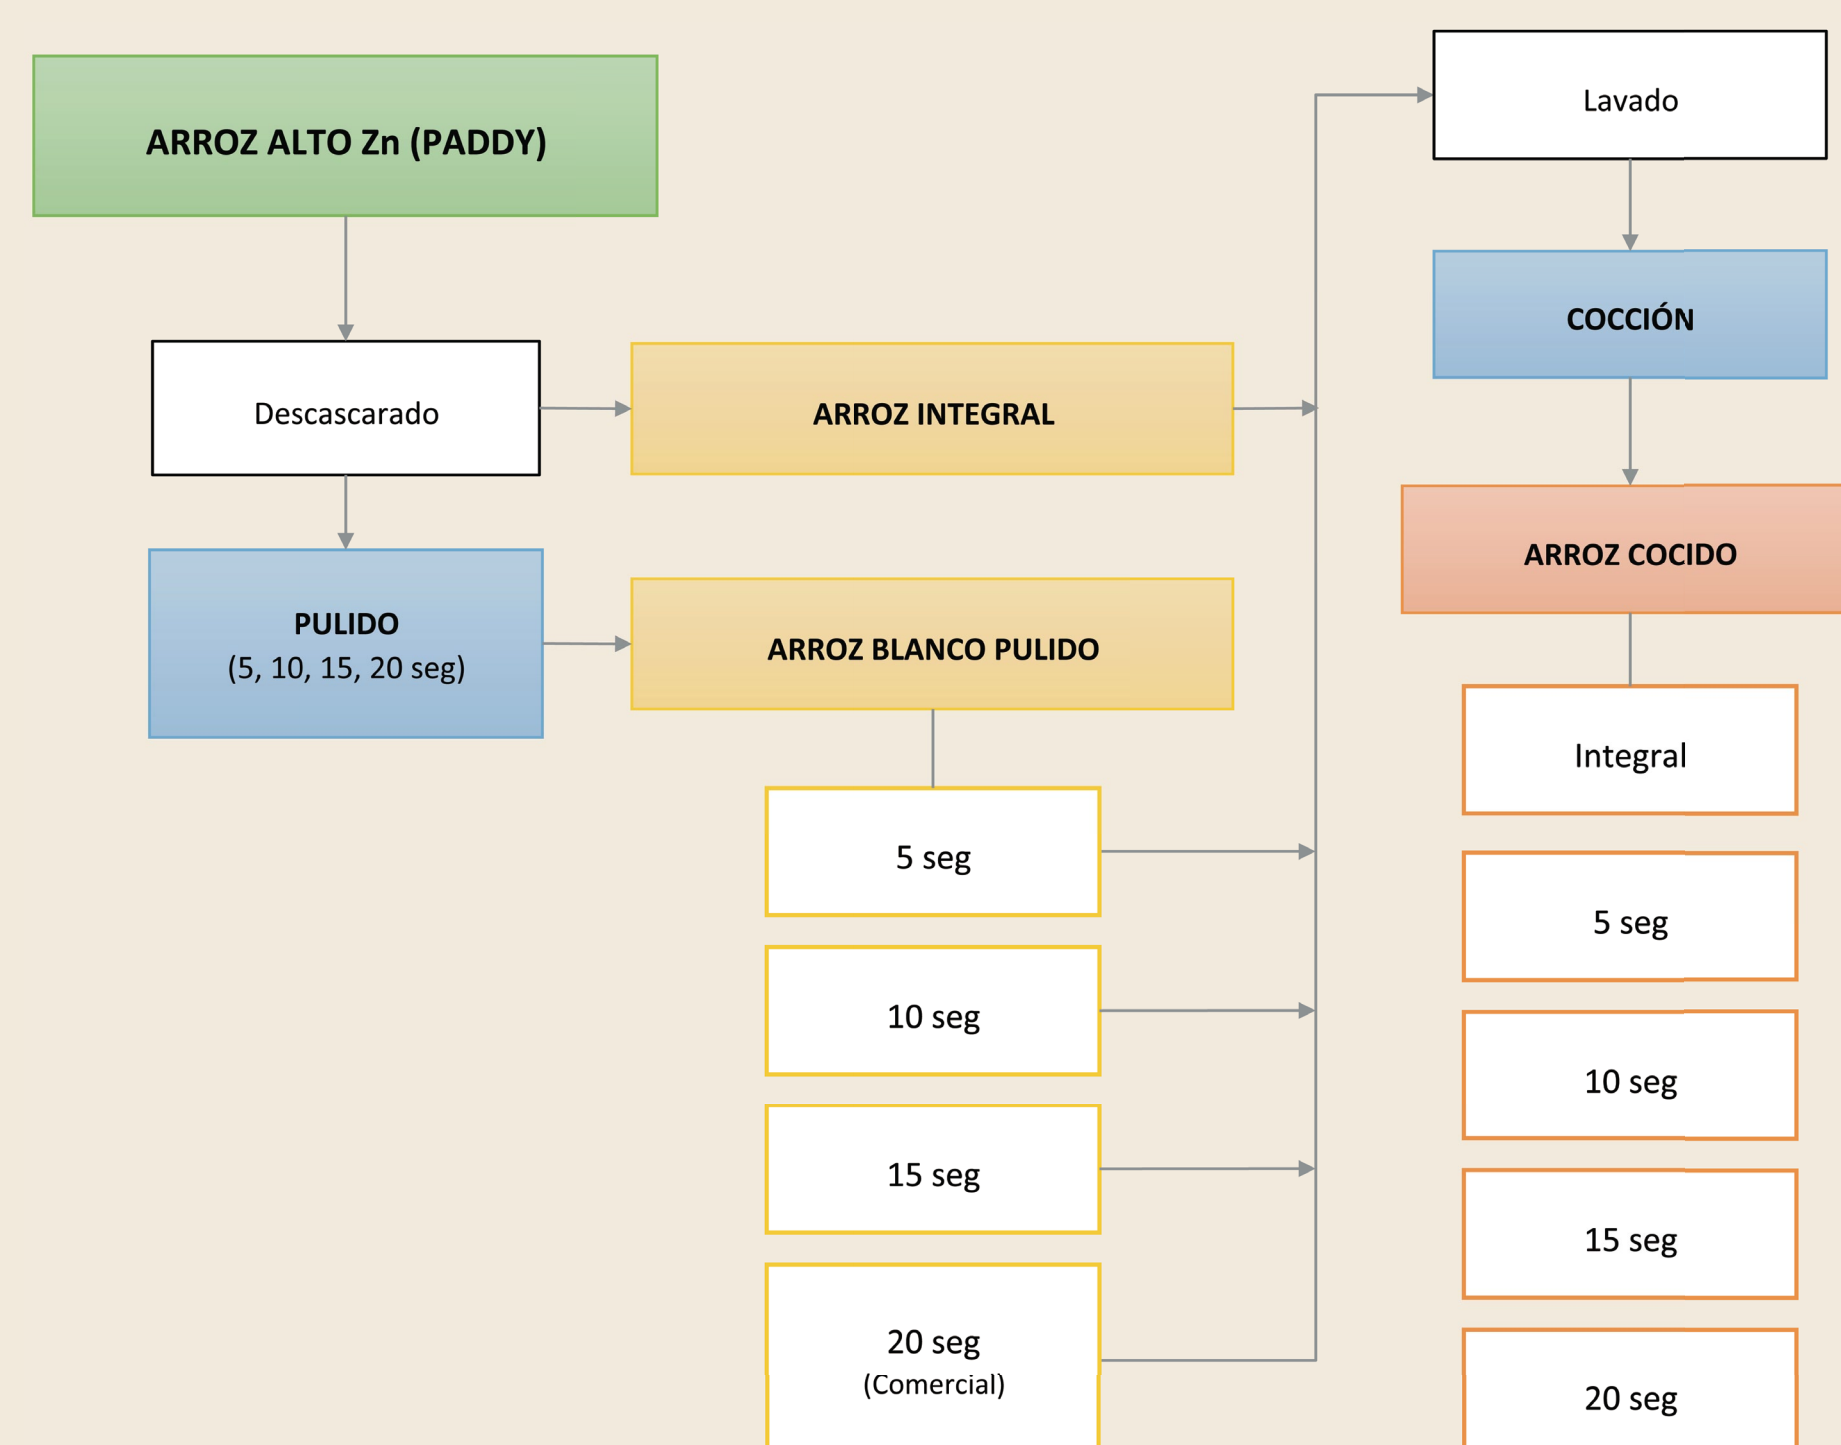 ARROZ ALTO Zn (PADDY)
Descascarado
ARROZ INTEGRAL
PULIDO
(5, 10, 15, 20 seg)
ARROZ BLANCO PULIDO
5 seg
10 seg
15 seg
20 seg
(Comercial)
Lavado
COCCIÓN
ARROZ COCIDO
Integral
5 seg
10 seg
15 seg
20 seg